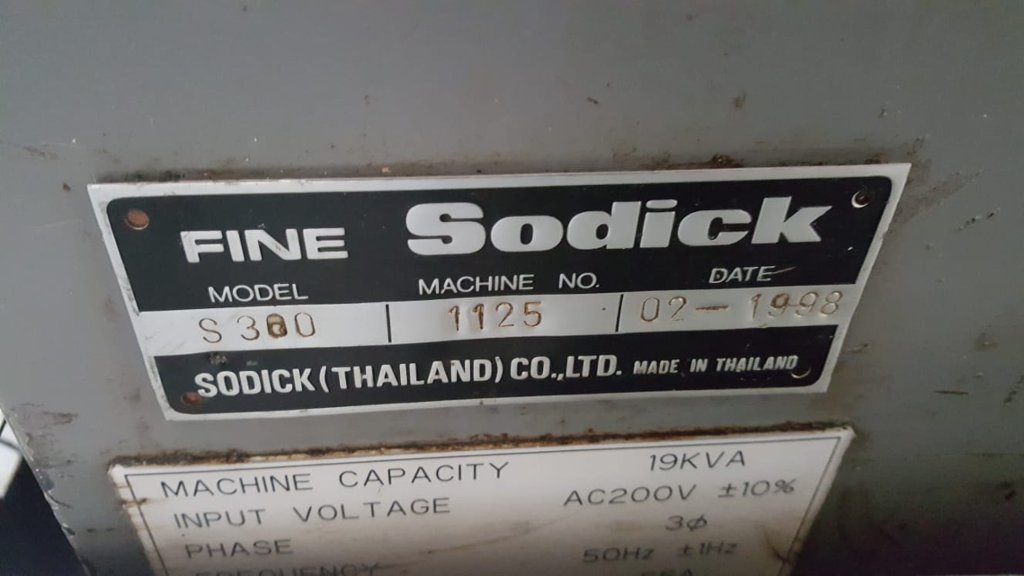 FINE Sodick
MODEL MACHINE NO. DATE
1125 02-1998
SODICK (THAILAND) CO.,LTD. MADE IN THAILAND
MACHINE CAPACITY 19KVA
INPUT VOLTAGE AC200V ±10%
PHASE 3ϕ
FREQUENCY 50Hz ±1Hz